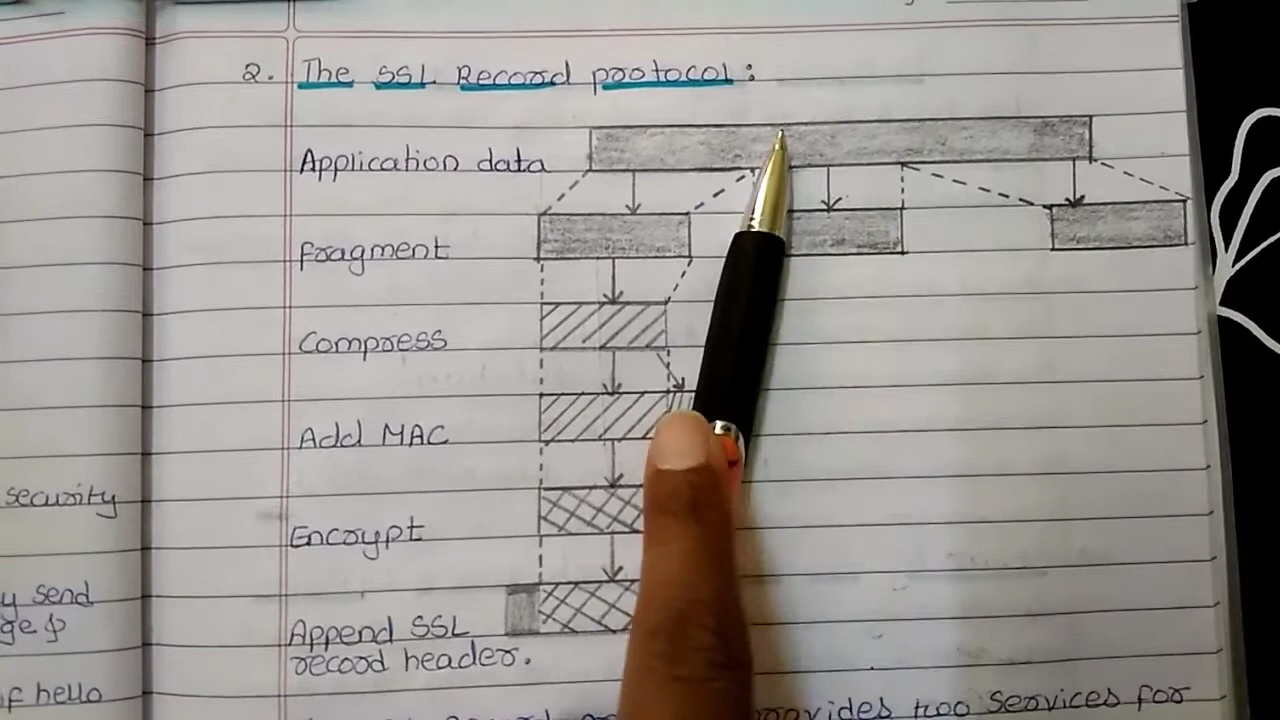 2. The SSL Record protocol:
Application data
Fragment
Compress
Add MAC
security
Encrypt
y send
Append SSL
ge &
record header.
f hello
provides two services for